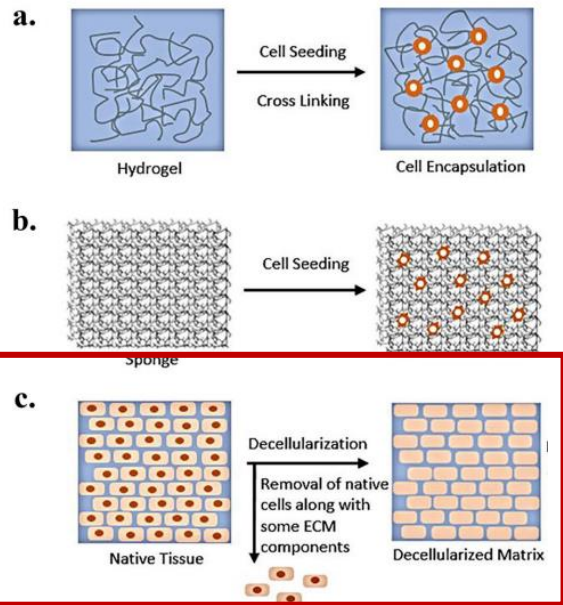 a.
Cell Seeding
Cross Linking
Hydrogel
Cell Encapsulation
b.
Cell Seeding
Sponge
c.
Decellularization
Removal of native
cells along with
some ECM
components
Native Tissue
Decellularized Matrix